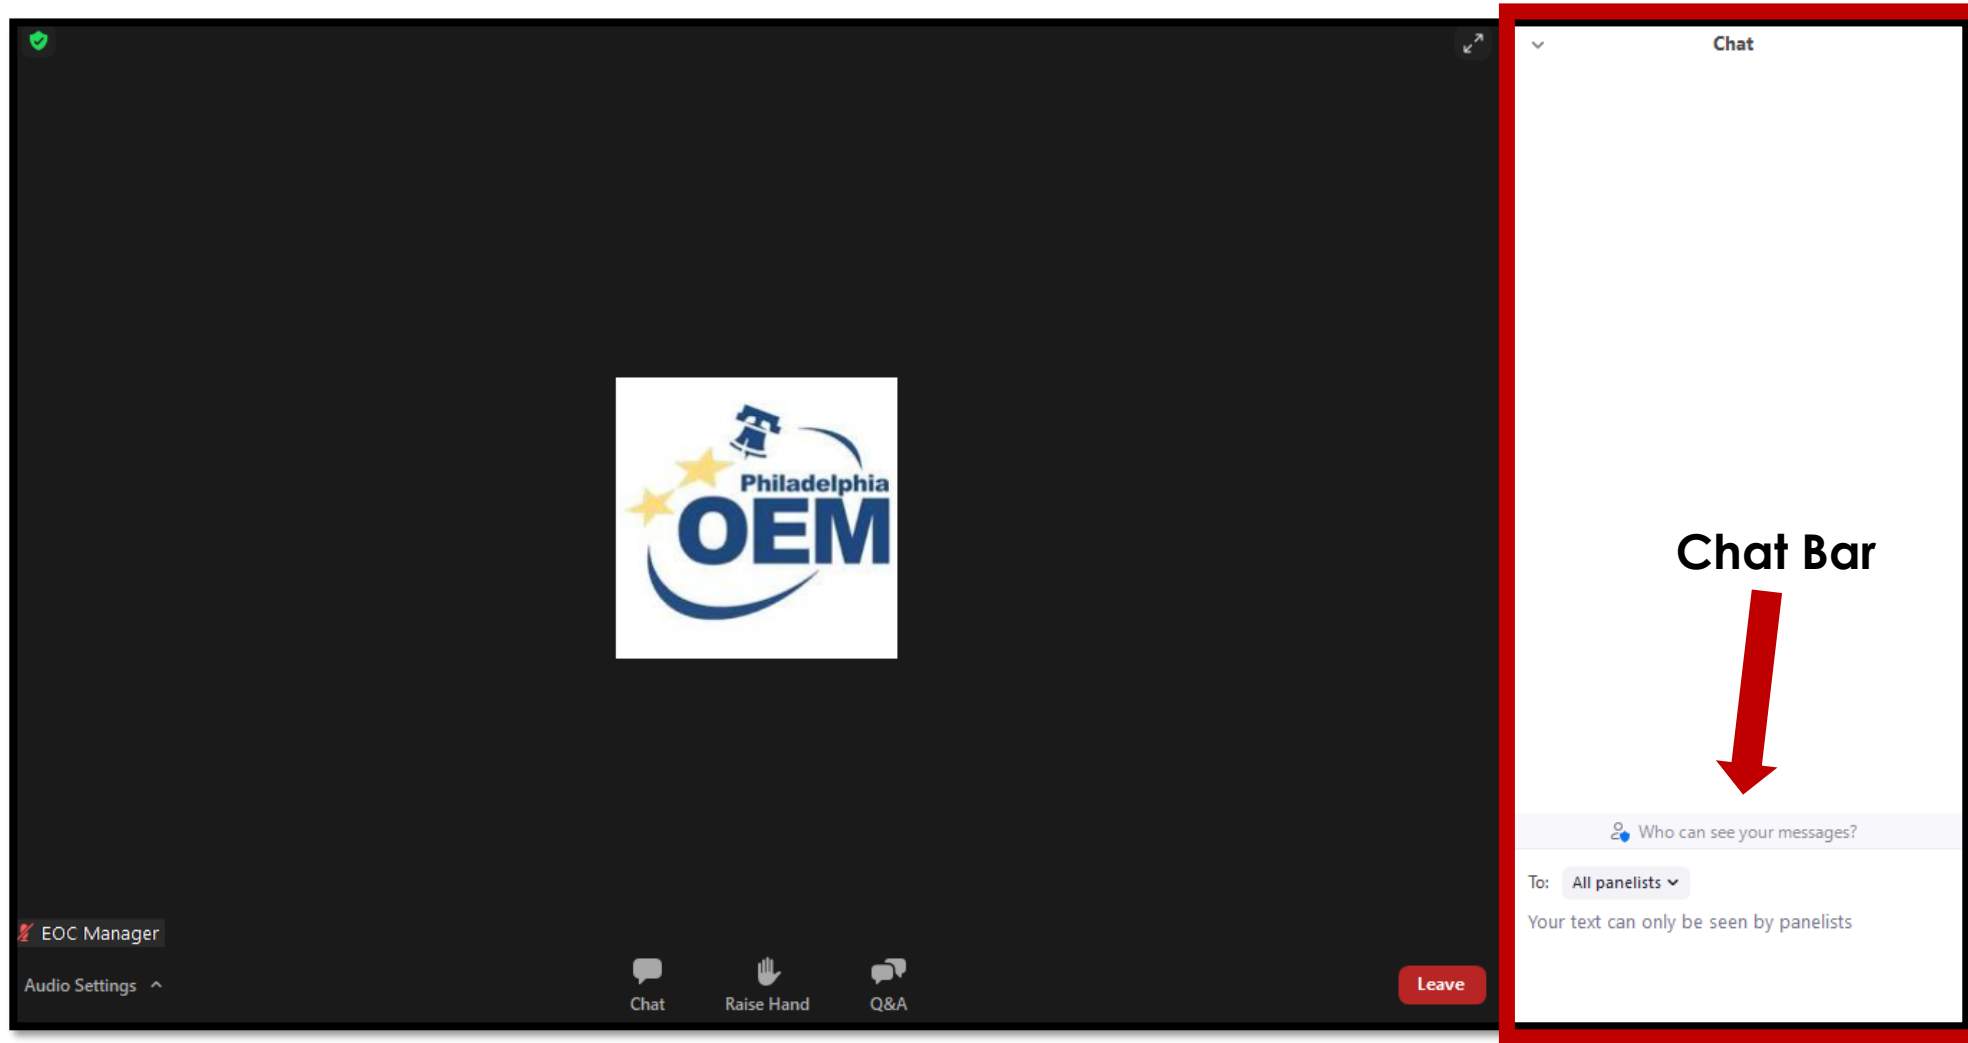 Chat
Philadelphia
OEM
Chat Bar
Who can see your messages?
To: All panelists
Your text can only be seen by panelists
EOC Manager
Audio Settings
Chat
Raise Hand
Q&A
Leave